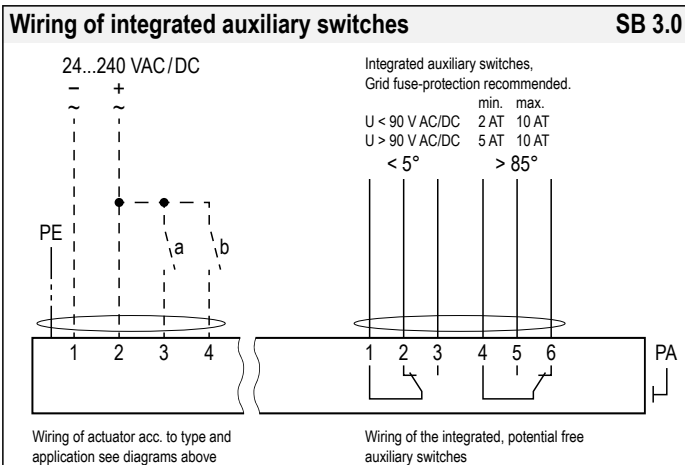 Wiring of integrated auxiliary switches SB 3.0
24...240 VAC/DC
– +
~ ~
PE
a b
1 2 3 4
Wiring of actuator acc. to type and
application see diagrams above
Integrated auxiliary switches,
Grid fuse-protection recommended.
min. max.
U < 90 V AC/DC 2 AT 10 AT
U > 90 V AC/DC 5 AT 10 AT
< 5° > 85°
1 2 3 4 5 6 PA
Wiring of the integrated, potential free
auxiliary switches